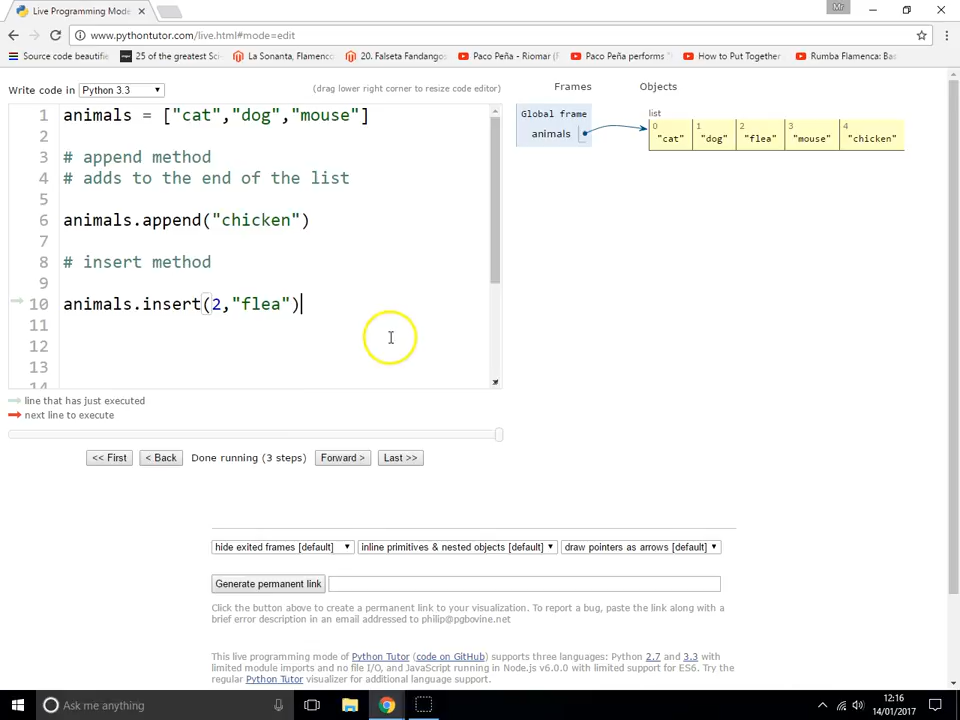 Live Programming Mode
Mr
www.pythontutor.com/live.html#mode=edit
Source code beautifie
25 of the greatest Sci-
La Sonanta, Flamenco
20. Falseta Fandangos
Paco Peña - Riomar (F
Paco Peña performs "
How to Put Together
Rumba Flamenca: Bas
Write code in Python 3.3
(drag lower right corner to resize code editor)
Frames
Objects
1 animals = ["cat","dog","mouse"]
2
3 # append method
4 # adds to the end of the list
5
6 animals.append("chicken")
7
8 # insert method
9
10 animals.insert(2,"flea")
11
12
13
14
Global frame
animals
list
0 1 2 3 4
"cat" "dog" "flea" "mouse" "chicken"
line that has just executed
next line to execute
<< First
< Back
Done running (3 steps)
Forward >
Last >>
hide exited frames [default]
inline primitives & nested objects [default]
draw pointers as arrows [default]
Generate permanent link
Click the button above to create a permanent link to your visualization. To report a bug, paste the link along with a
brief error description in an email addressed to philip@pgbovine.net
This live programming mode of Python Tutor (code on GitHub) supports three languages: Python 2.7 and 3.3 with
limited module imports and no file I/O, and JavaScript running in Node.js v6.0.0 with limited support for ES6. Try the
regular Python Tutor visualizer for additional language support.
Ask me anything
12:16
14/01/2017